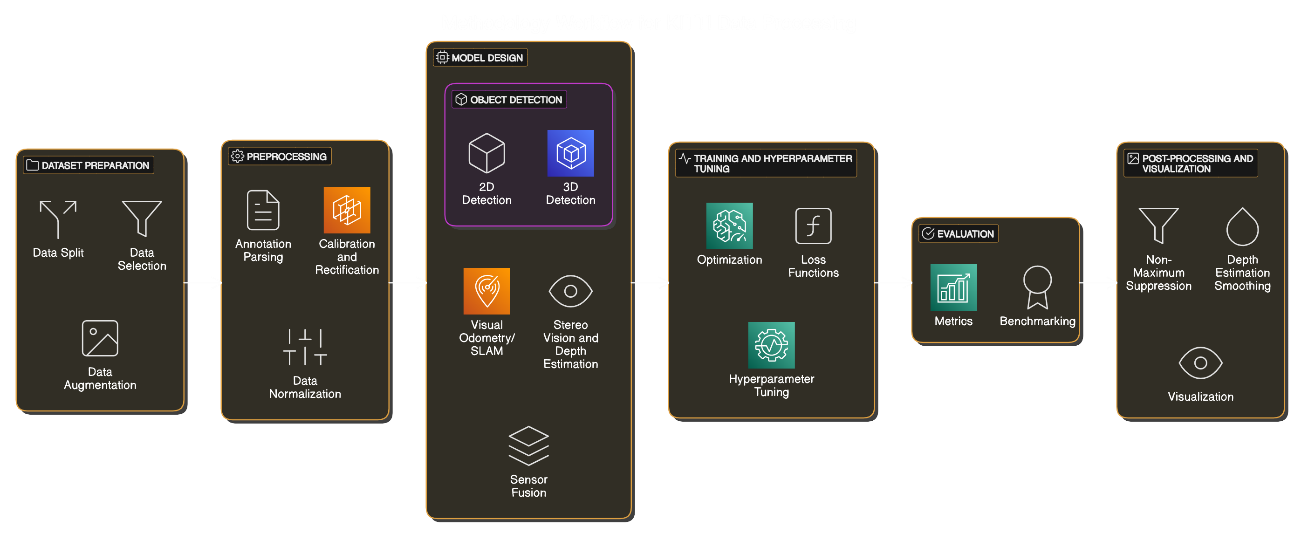 DATASET PREPARATION
Data Split
Data
Selection
Data
Augmentation
PREPROCESSING
Annotation
Parsing
Calibration
and
Rectification
Data
Normalization
MODEL DESIGN
OBJECT DETECTION
2D
Detection
3D
Detection
Visual
Odometry/
SLAM
Stereo
Vision and
Depth
Estimation
Sensor
Fusion
TRAINING AND HYPERPARAMETER
TUNING
Optimization
Loss
Functions
Hyperparameter
Tuning
EVALUATION
Metrics
Benchmarking
POST-PROCESSING AND
VISUALIZATION
Non-
Maximum
Suppression
Depth
Estimation
Smoothing
Visualization